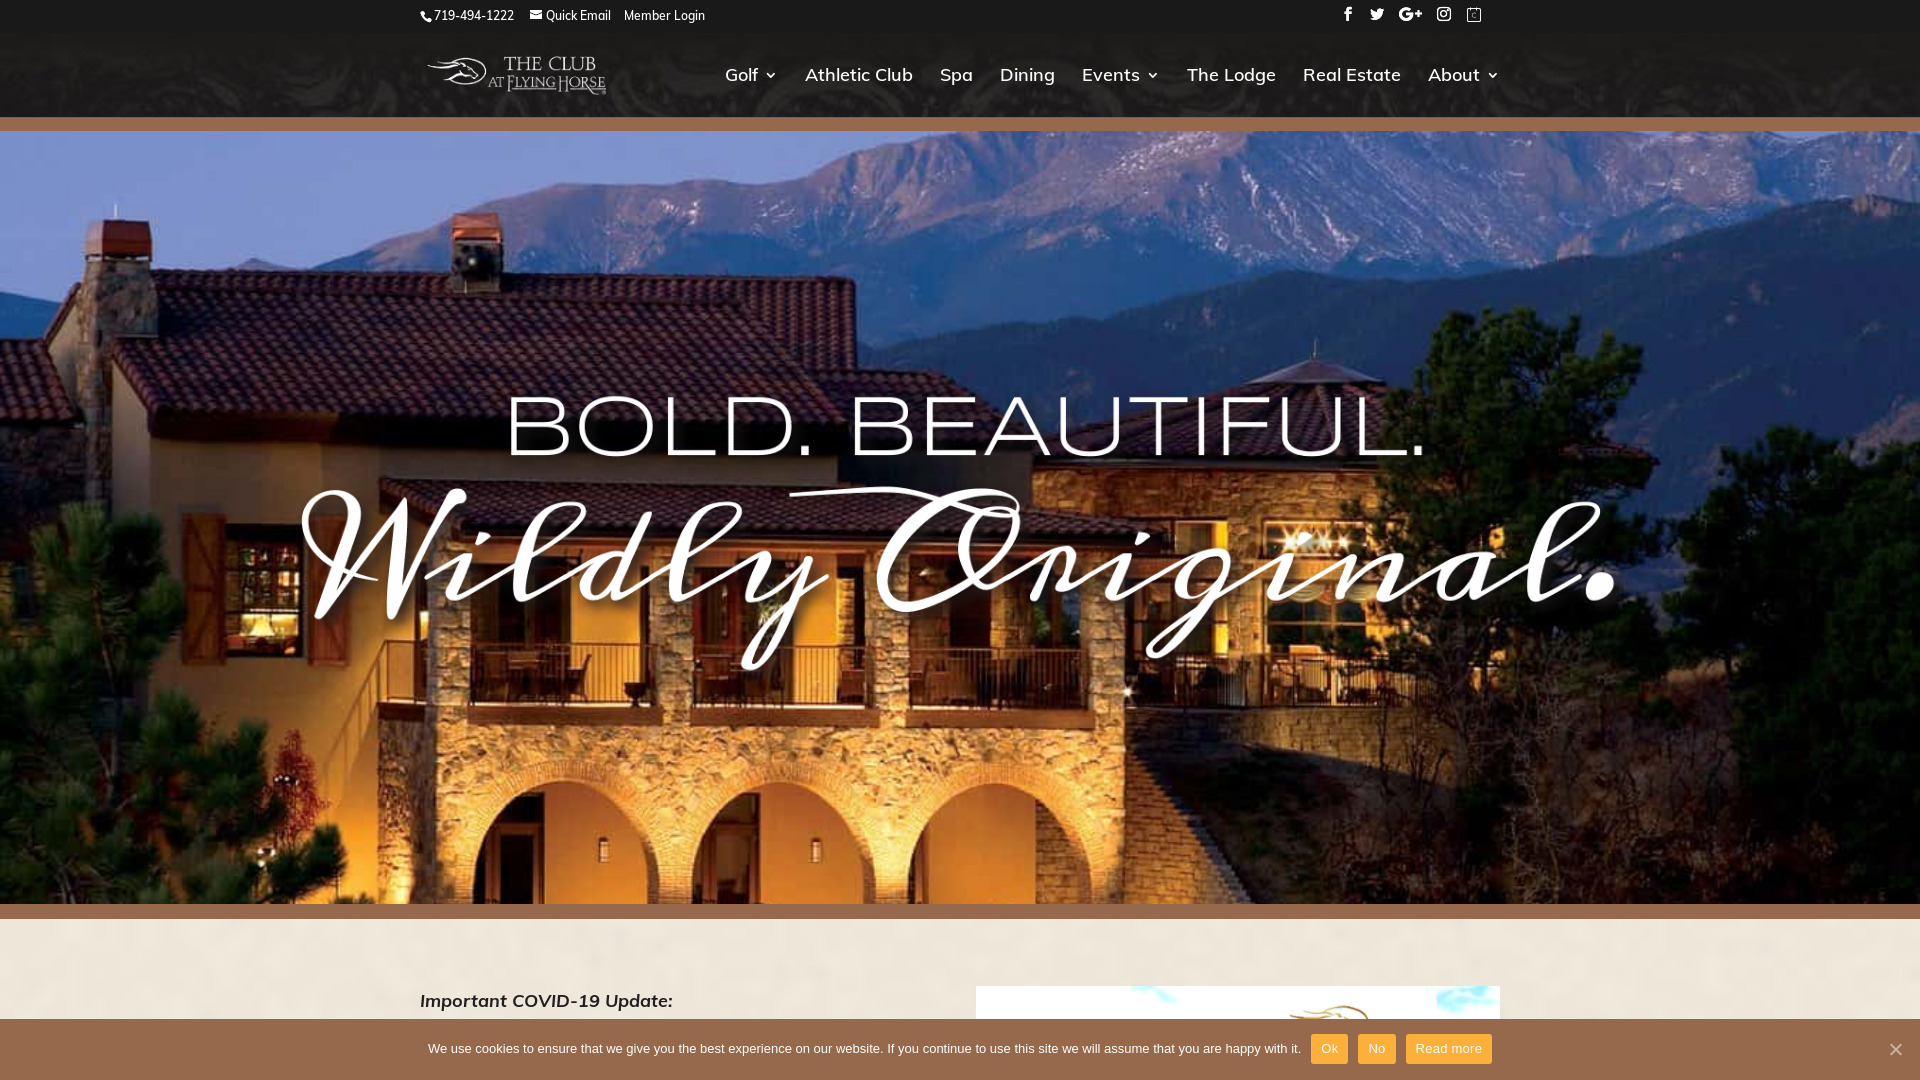 719-494-1222 Quick Email Member Login
THE CLUB
AT FLYING HORSE
Golf Athletic Club Spa Dining Events The Lodge Real Estate About
BOLD. BEAUTIFUL.
Wildly Original.
Important COVID-19 Update:
We use cookies to ensure that we give you the best experience on our website. If you continue to use this site we will assume that you are happy with it. Ok No Read more